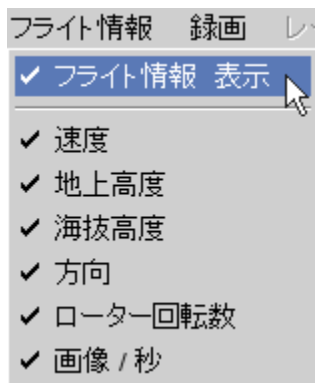 フライト情報 録画 レ
✔ フライト情報 表示
✔ 速度
✔ 地上高度
✔ 海抜高度
✔ 方向
✔ ローター回転数
✔ 画像 / 秒